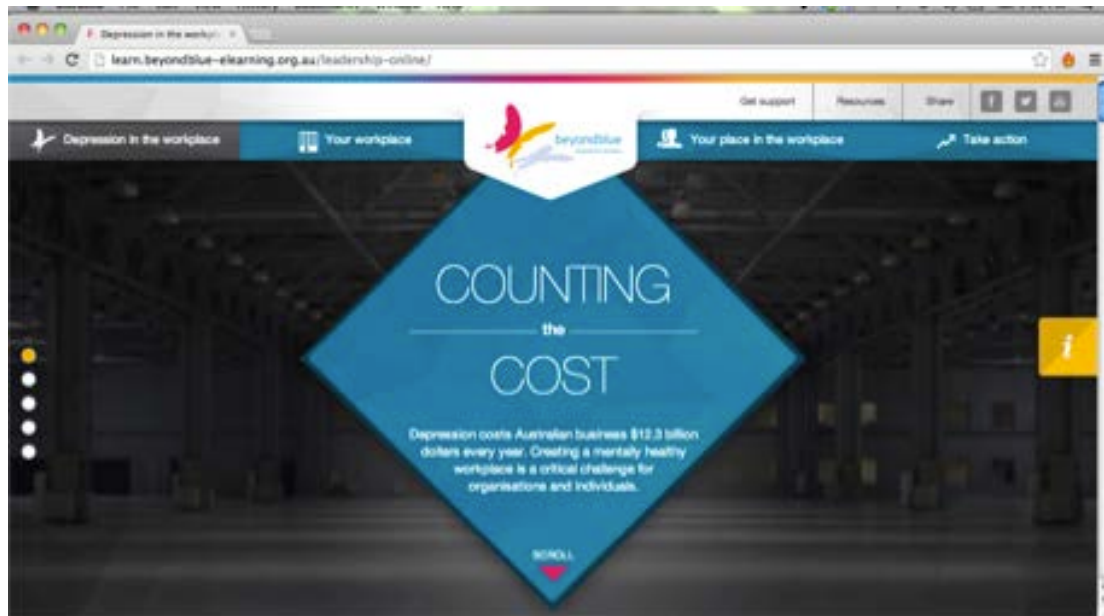 Depression in the workpl
learn.beyondblue-elearning.org.au/leadership-online/
Get support
Resources
Share
Depression in the workplace
Your workplace
beyondblue
Your place in the workplace
Take action
COUNTING
the
COST
Depression costs Australian business $12.3 billion
dollars every year. Creating a mentally healthy
workplace is a critical challenge for
organisations and individuals.
SCROLL
i